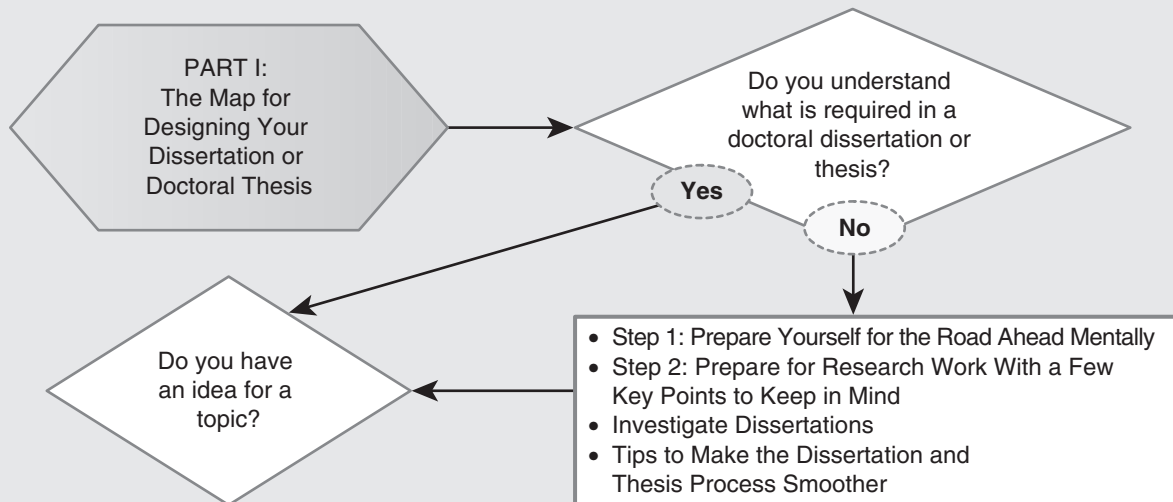 PART I:
The Map for
Designing Your
Dissertation or
Doctoral Thesis
Do you understand
what is required in a
doctoral dissertation or
thesis?
Yes
No
Do you have
an idea for a
topic?
• Step 1: Prepare Yourself for the Road Ahead Mentally
• Step 2: Prepare for Research Work With a Few
Key Points to Keep in Mind
• Investigate Dissertations
• Tips to Make the Dissertation and
Thesis Process Smoother